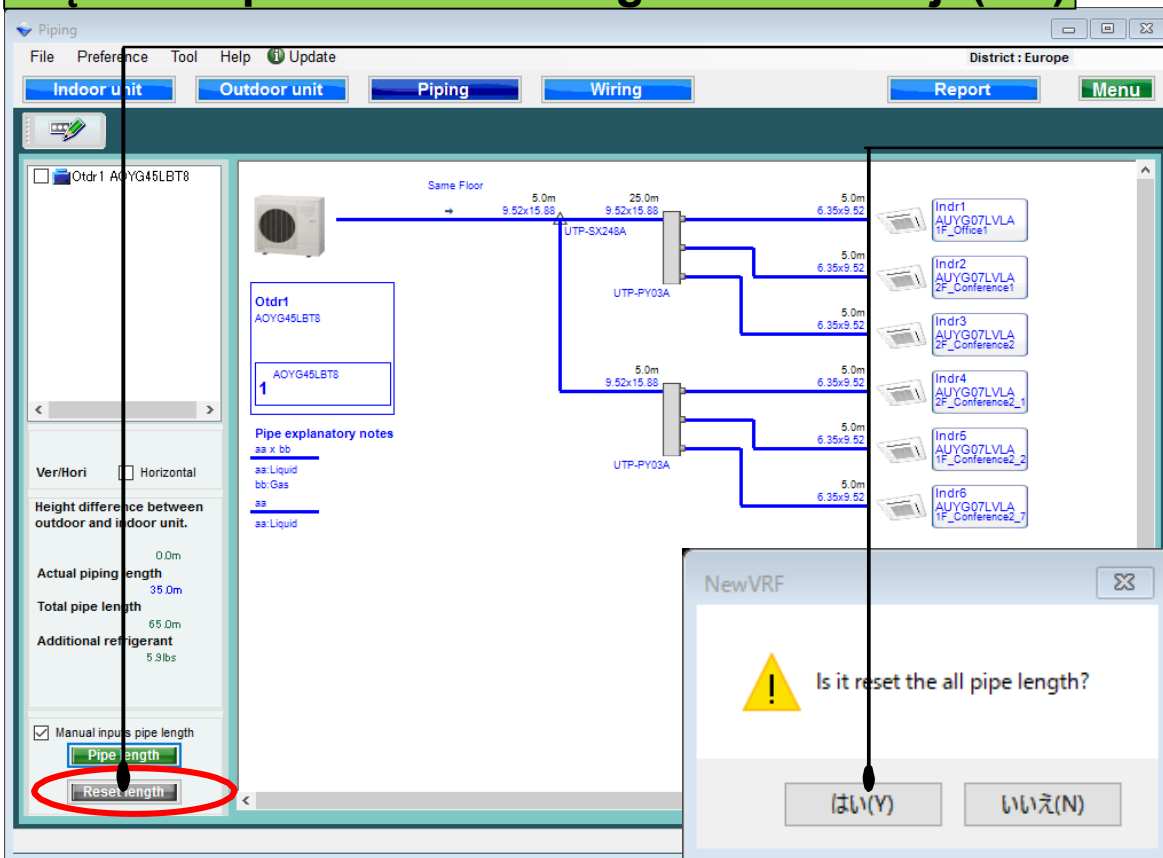 Piping
File Preference Tool Help Update
District : Europe
Indoor unit Outdoor unit Piping Wiring Report Menu
Otdr1 AOYG45LBT8
Same Floor
5.0m
9.52x15.88
25.0m
9.52x15.88
UTP-SX248A
UTP-PY03A
5.0m
6.35x9.52
Indr1
AUYG07LVLA
1F_Office1
5.0m
6.35x9.52
Indr2
AUYG07LVLA
2F_Conference1
5.0m
6.35x9.52
Indr3
AUYG07LVLA
2F_Conference2
5.0m
9.52x15.88
UTP-PY03A
5.0m
6.35x9.52
Indr4
AUYG07LVLA
2F_Conference2_1
5.0m
6.35x9.52
Indr5
AUYG07LVLA
1F_Conference2_2
5.0m
6.35x9.52
Indr6
AUYG07LVLA
1F_Conference2_7
Otdr1
AOYG45LBT8
AOYG45LBT8
1
Pipe explanatory notes
aa x bb
aa:Liquid
bb:Gas
aa
aa:Liquid
Ver/Hori Horizontal
Height difference between
outdoor and indoor unit.
0.0m
Actual piping length
35.0m
Total pipe length
65.0m
Additional refrigerant
5.9lbs
Manual inputs pipe length
Pipe length
Reset length
NewVRF
Is it reset the all pipe length?
はい(Y) いいえ(N)